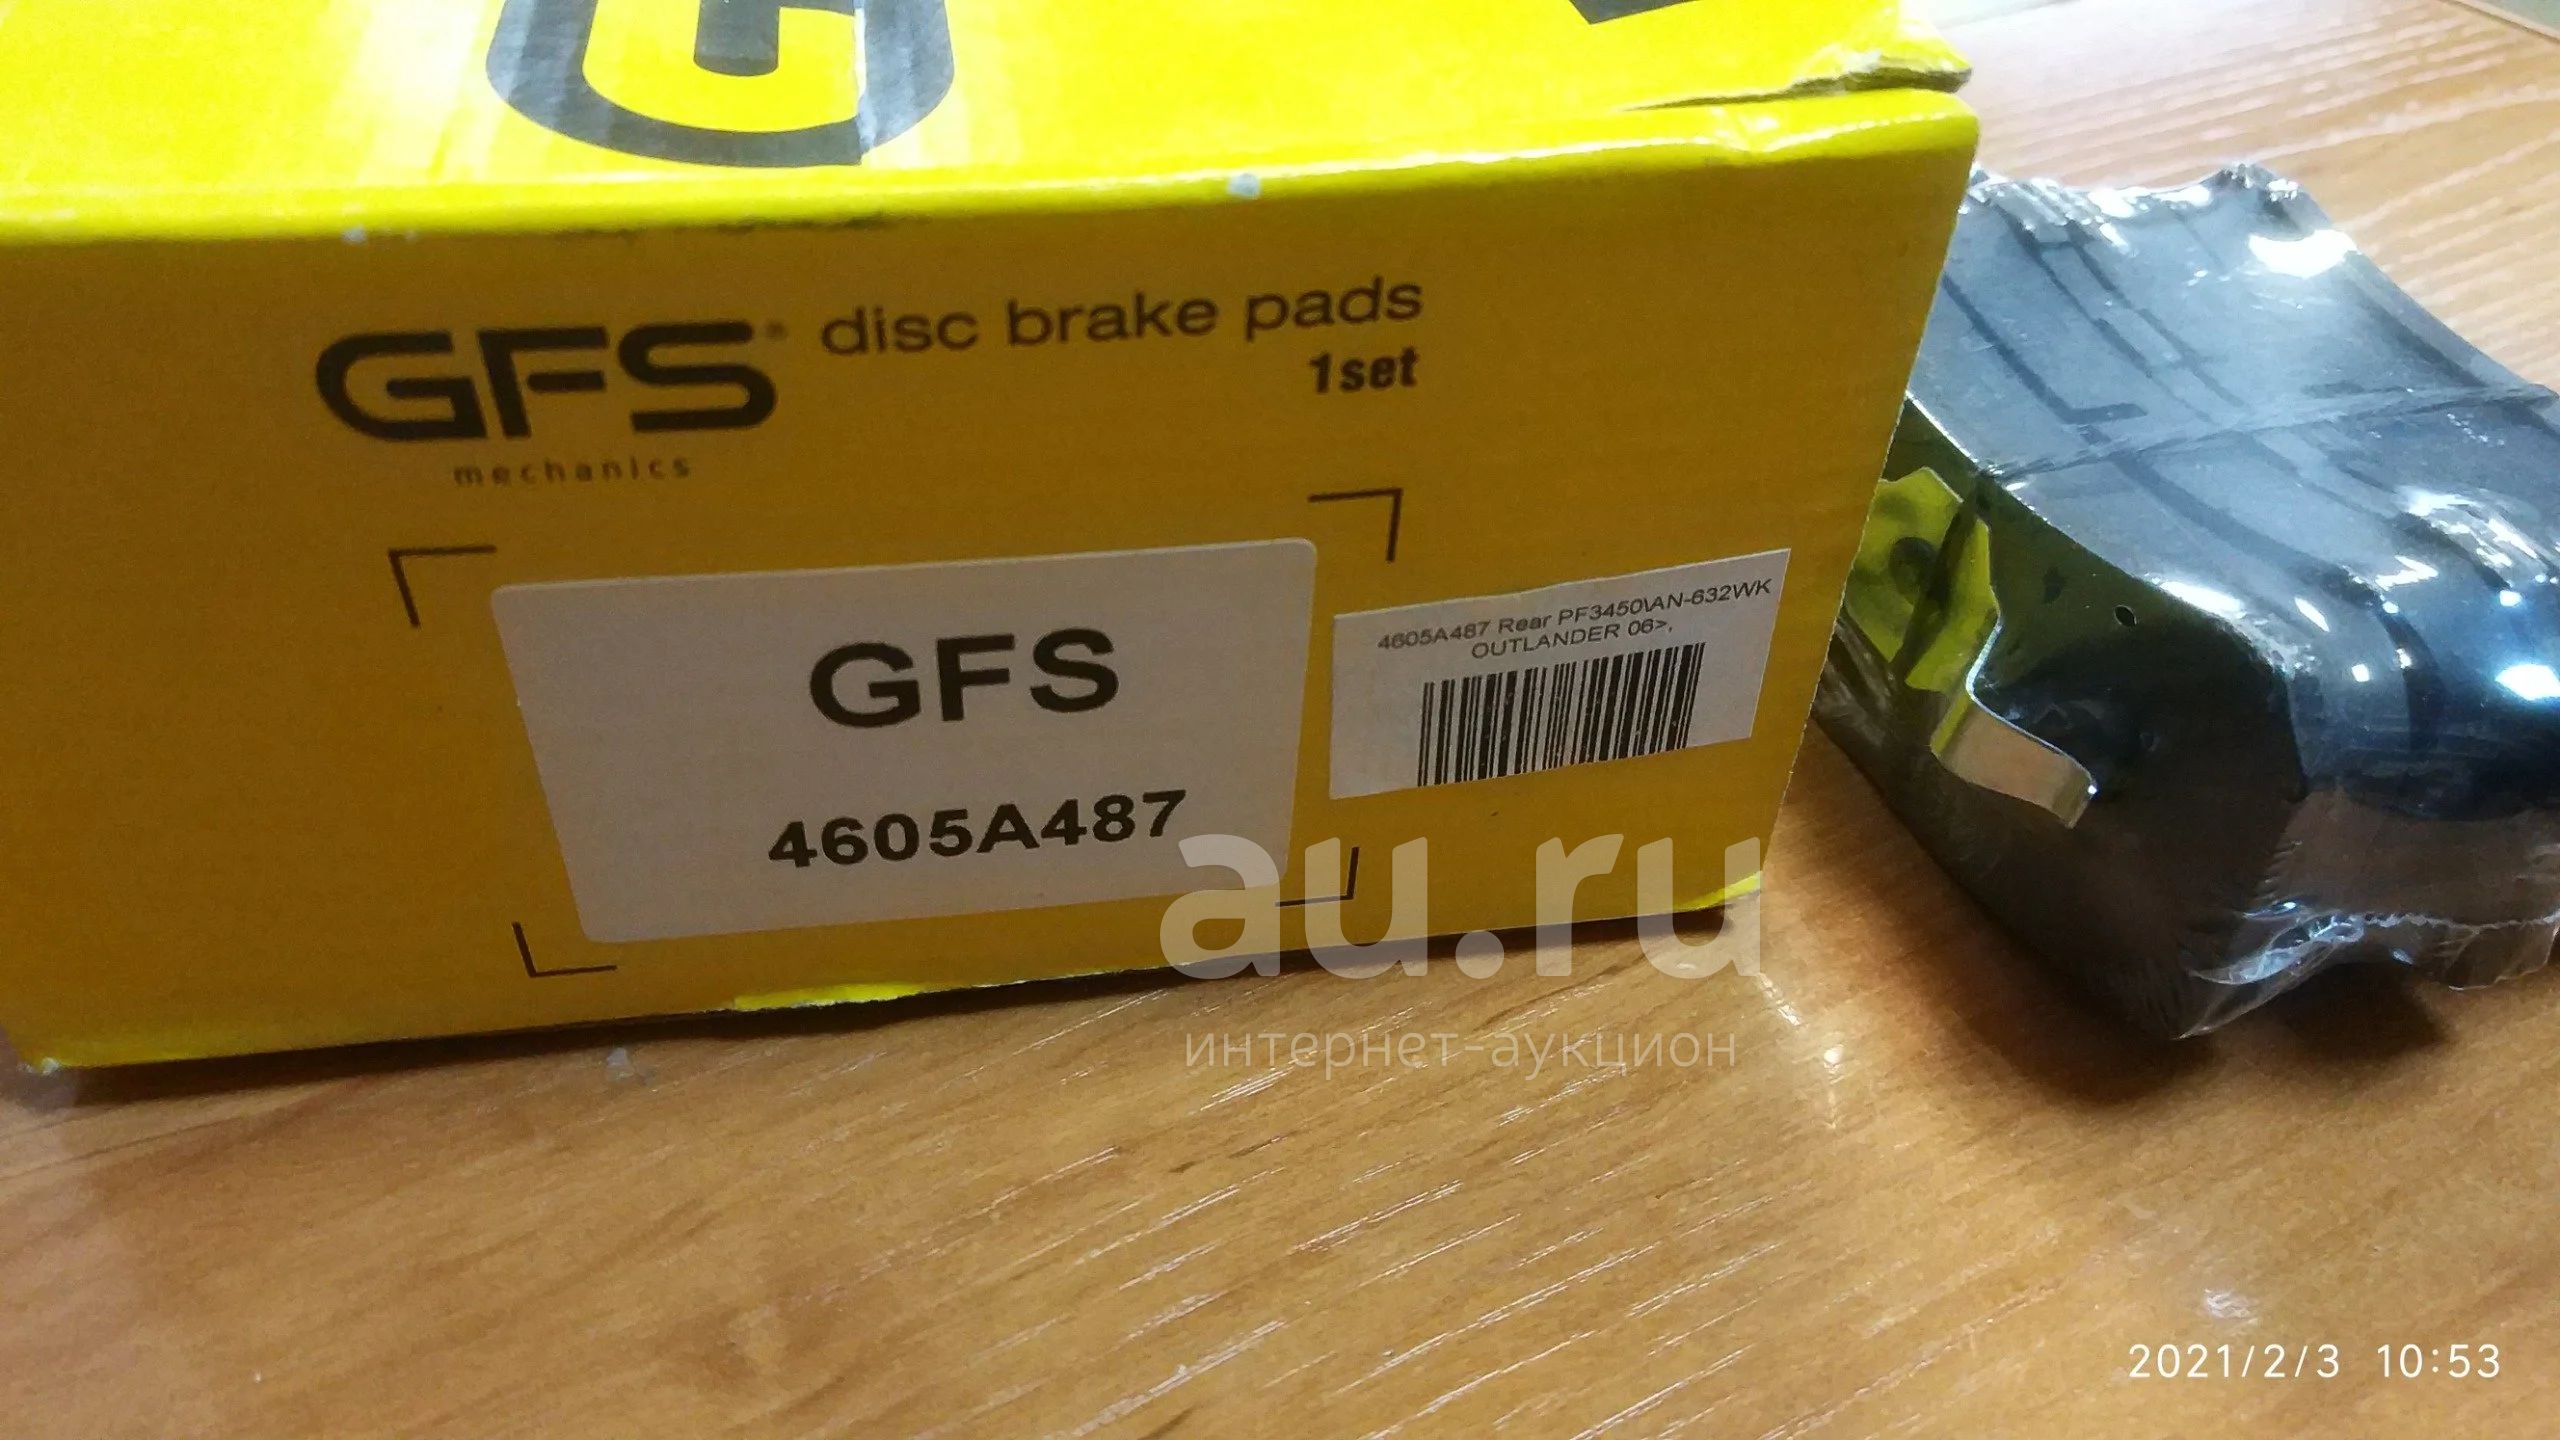 GFS® disc brake pads
1set
mechanics
GFS
4605A487
4605A487 Rear PF3450\AN-632WK
OUTLANDER 06>,
au.ru
интернет-аукцион
2021/2/3 10:53